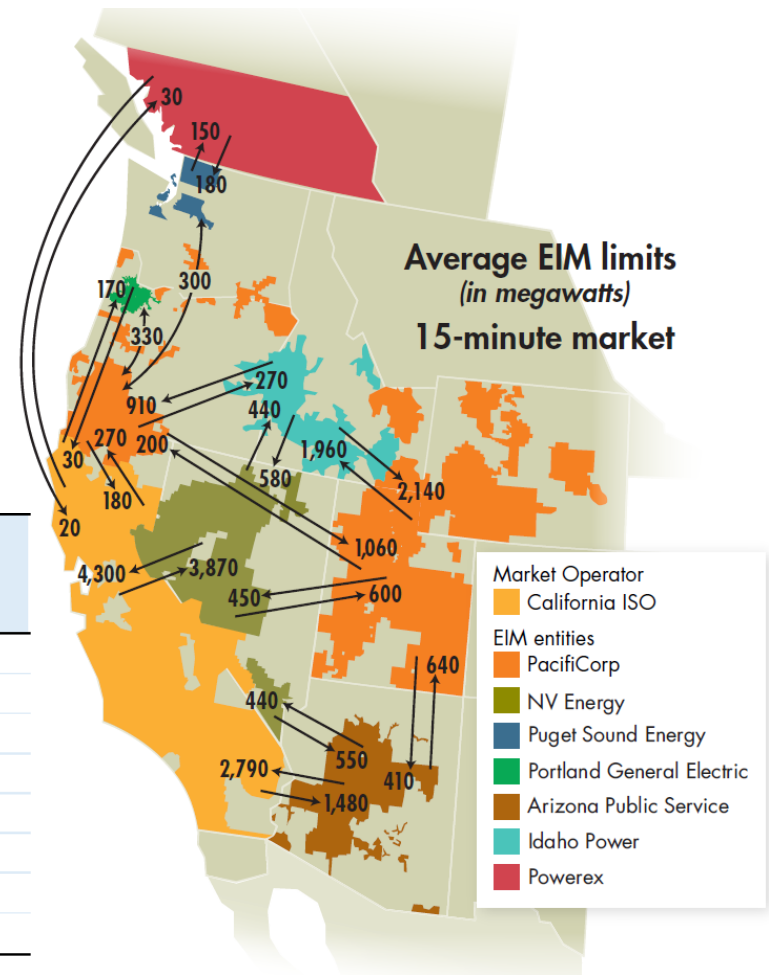 30
150
180
Average EIM limits
(in megawatts)
15-minute market
170
300
330
270
910
440
270
200
1,960
30
580
180
2,140
20
1,060
4,300
3,870
450
600
Market Operator
California ISO
EIM entities
PacifiCorp
640
NV Energy
440
Puget Sound Energy
550
2,790
410
Portland General Electric
1,480
Arizona Public Service
Idaho Power
Powerex